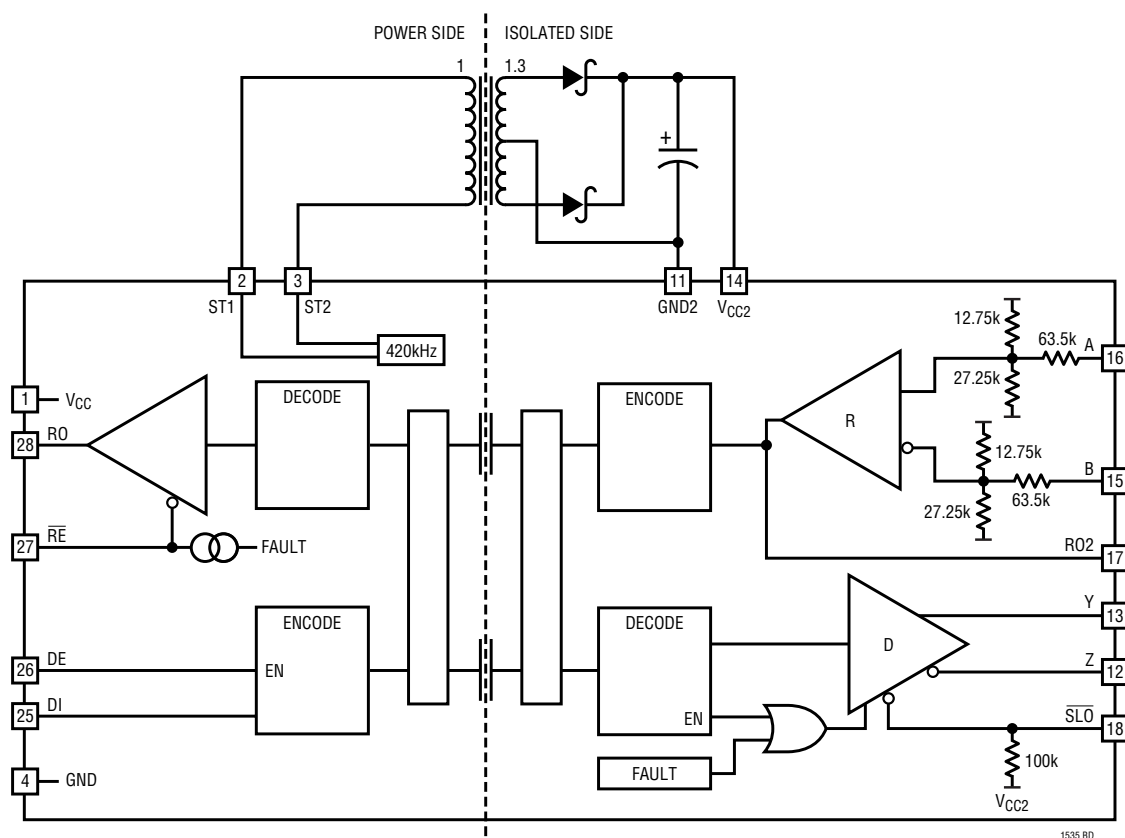 POWER SIDE
ISOLATED SIDE
1
1.3
+
2
3
11
14
ST1
ST2
GND2
VCC2
420kHz
12.75k
63.5k
A
16
27.25k
1
VCC
DECODE
ENCODE
R
28
RO
12.75k
B
15
27.25k
63.5k
27
RE
FAULT
RO2
17
ENCODE
DECODE
Y
13
D
26
DE
EN
Z
12
25
DI
EN
SLO
18
FAULT
100k
4
GND
VCC2
1535 BD